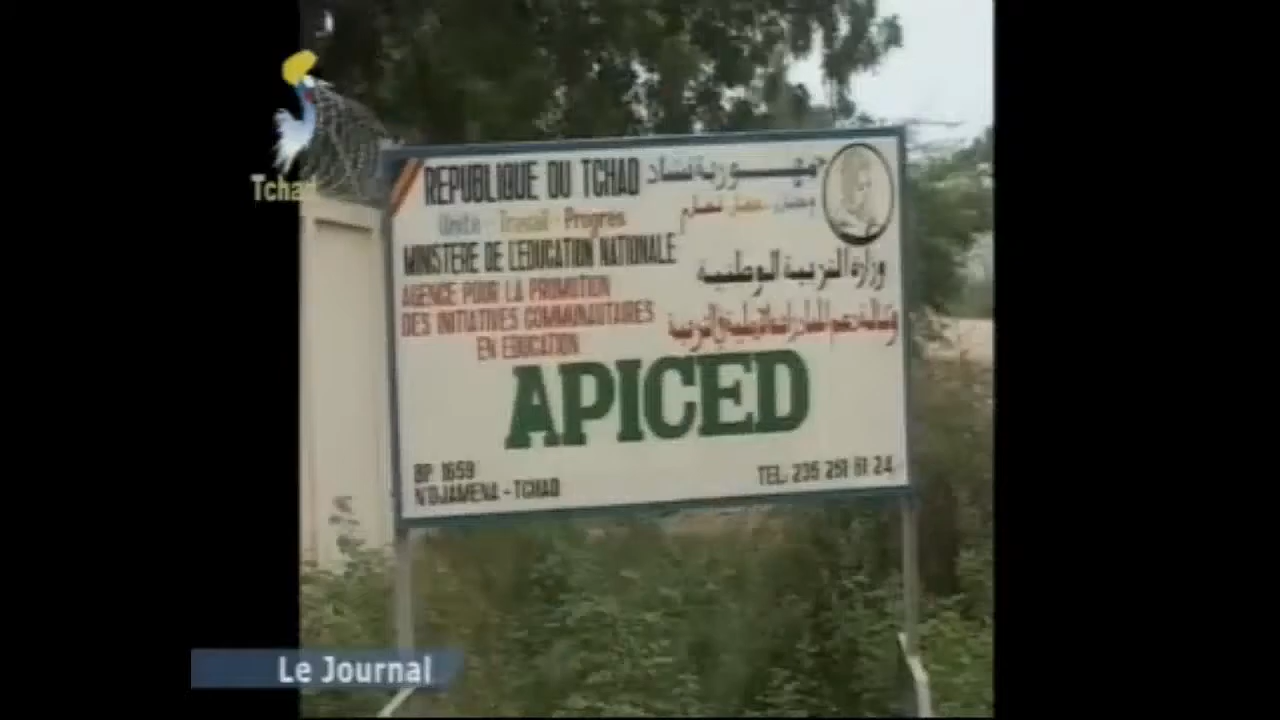 Tchad
REPUBLIQUE DU TCHAD
جمهورية تشاد
Unité - Travail - Progres
MINISTERE DE L'EDUCATION NATIONALE
وزارة التربية الوطنية
AGENCE POUR LA PROMOTION
DES INITIATIVES COMMUNAUTAIRES
EN EDUCATION
APICED
BP 1659
N'DJAMENA - TCHAD
TEL: 235 251 61 24
Le Journal